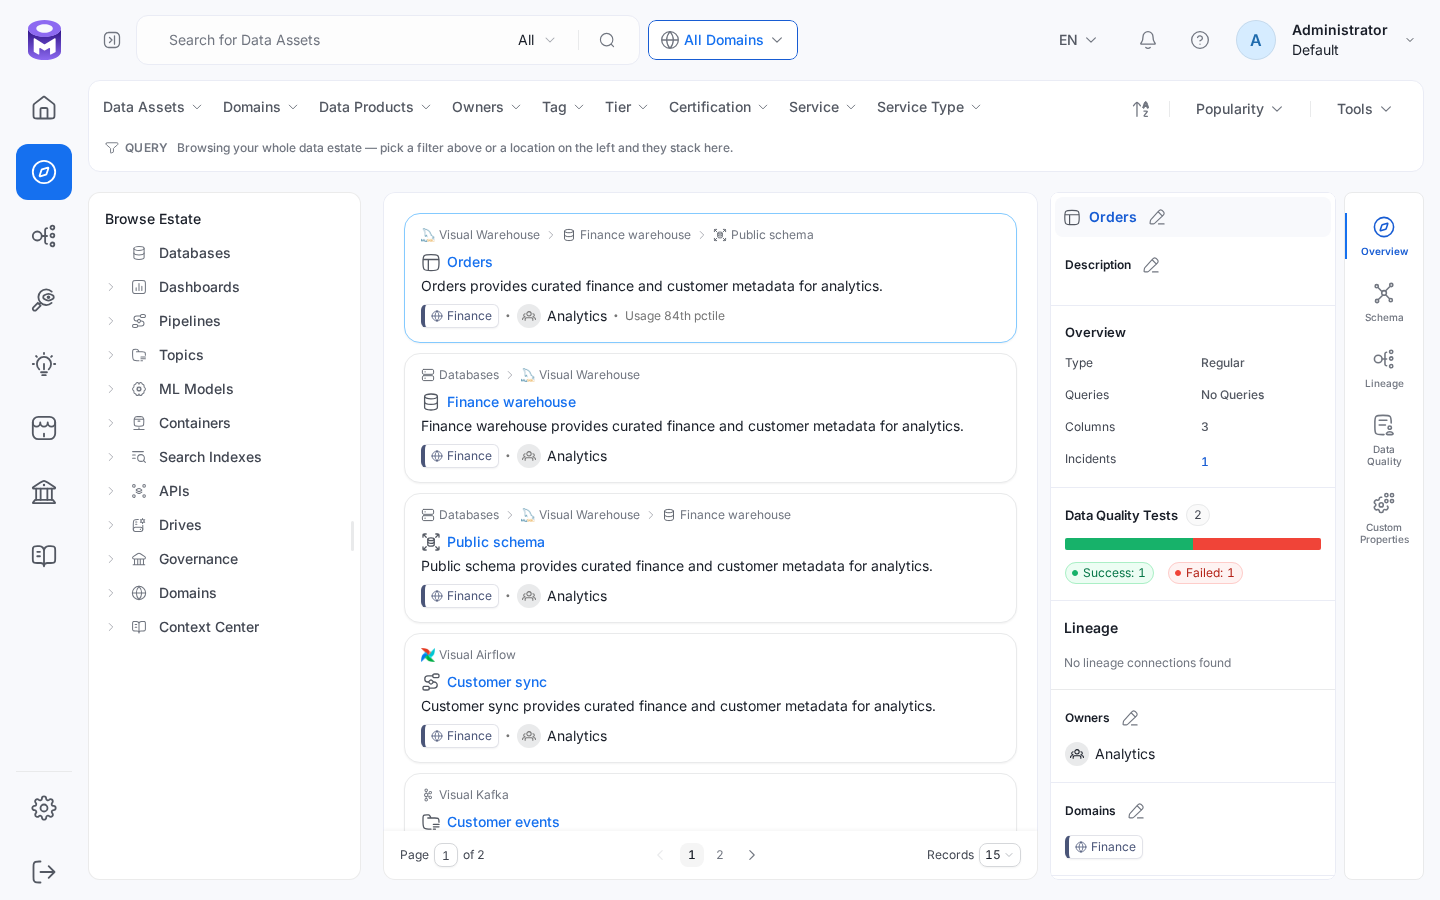 Search for Data Assets
All
All Domains
EN
A
Administrator
Default
Data Assets
Domains
Data Products
Owners
Tag
Tier
Certification
Service
Service Type
Popularity
Tools
QUERY
Browsing your whole data estate — pick a filter above or a location on the left and they stack here.
Browse Estate
Databases
Dashboards
Pipelines
Topics
ML Models
Containers
Search Indexes
APIs
Drives
Governance
Domains
Context Center
Visual Warehouse
Finance warehouse
Public schema
Orders
Orders provides curated finance and customer metadata for analytics.
Finance • Analytics • Usage 84th pctile
Databases
Visual Warehouse
Finance warehouse
Finance warehouse provides curated finance and customer metadata for analytics.
Finance • Analytics
Databases
Visual Warehouse
Finance warehouse
Public schema
Public schema provides curated finance and customer metadata for analytics.
Finance • Analytics
Visual Airflow
Customer sync
Customer sync provides curated finance and customer metadata for analytics.
Finance • Analytics
Visual Kafka
Customer events
Page 1 of 2
1
2
Records 15
Orders
Description
Overview
Type Regular
Queries No Queries
Columns 3
Incidents 1
Data Quality Tests 2
Success: 1
Failed: 1
Lineage
No lineage connections found
Owners
Analytics
Domains
Finance
Overview
Schema
Lineage
Data
Quality
Custom
Properties